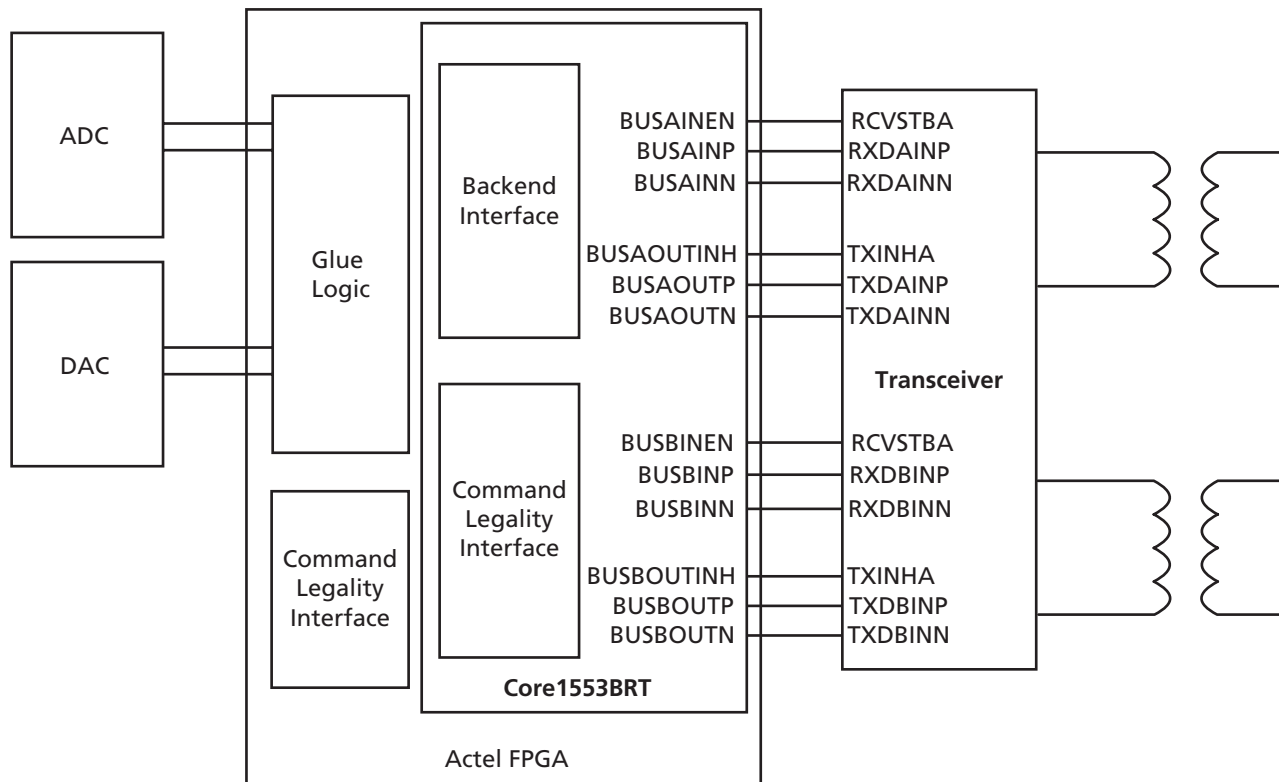 ADC
DAC
Glue
Logic
Command
Legality
Interface
Backend
Interface
Command
Legality
Interface
BUSAINEN
BUSAINP
BUSAINN
BUSAOUTINH
BUSAOUTP
BUSAOUTN
BUSBINEN
BUSBINP
BUSBINN
BUSBOUTINH
BUSBOUTP
BUSBOUTN
Core1553BRT
Actel FPGA
RCVSTBA
RXDAINP
RXDAINN
TXINHA
TXDAINP
TXDAINN
Transceiver
RCVSTBA
RXDBINP
RXDBINN
TXINHA
TXDBINP
TXDBINN